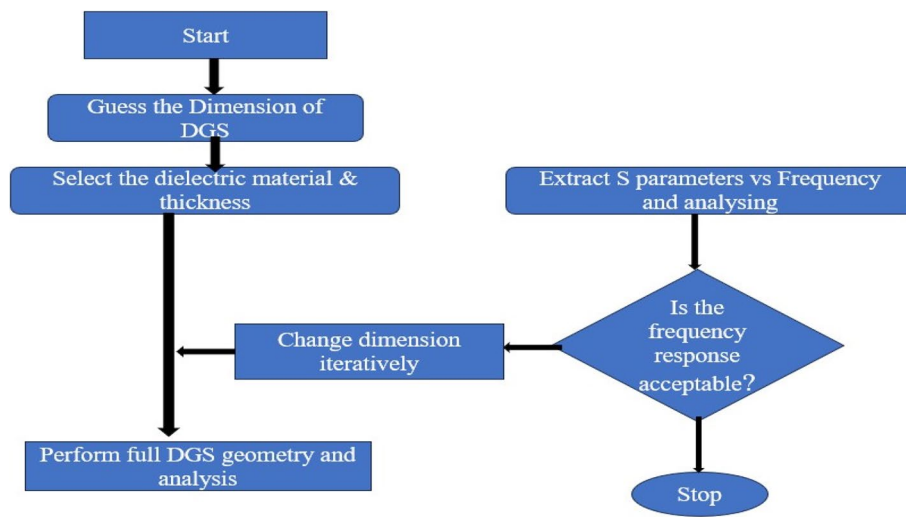 Start
Guess the Dimension of
DGS
Select the dielectric material &
thickness
Extract S parameters vs Frequency
and analysing
Is the
frequency
response
acceptable?
Change dimension
iteratively
Perform full DGS geometry and
analysis
Stop